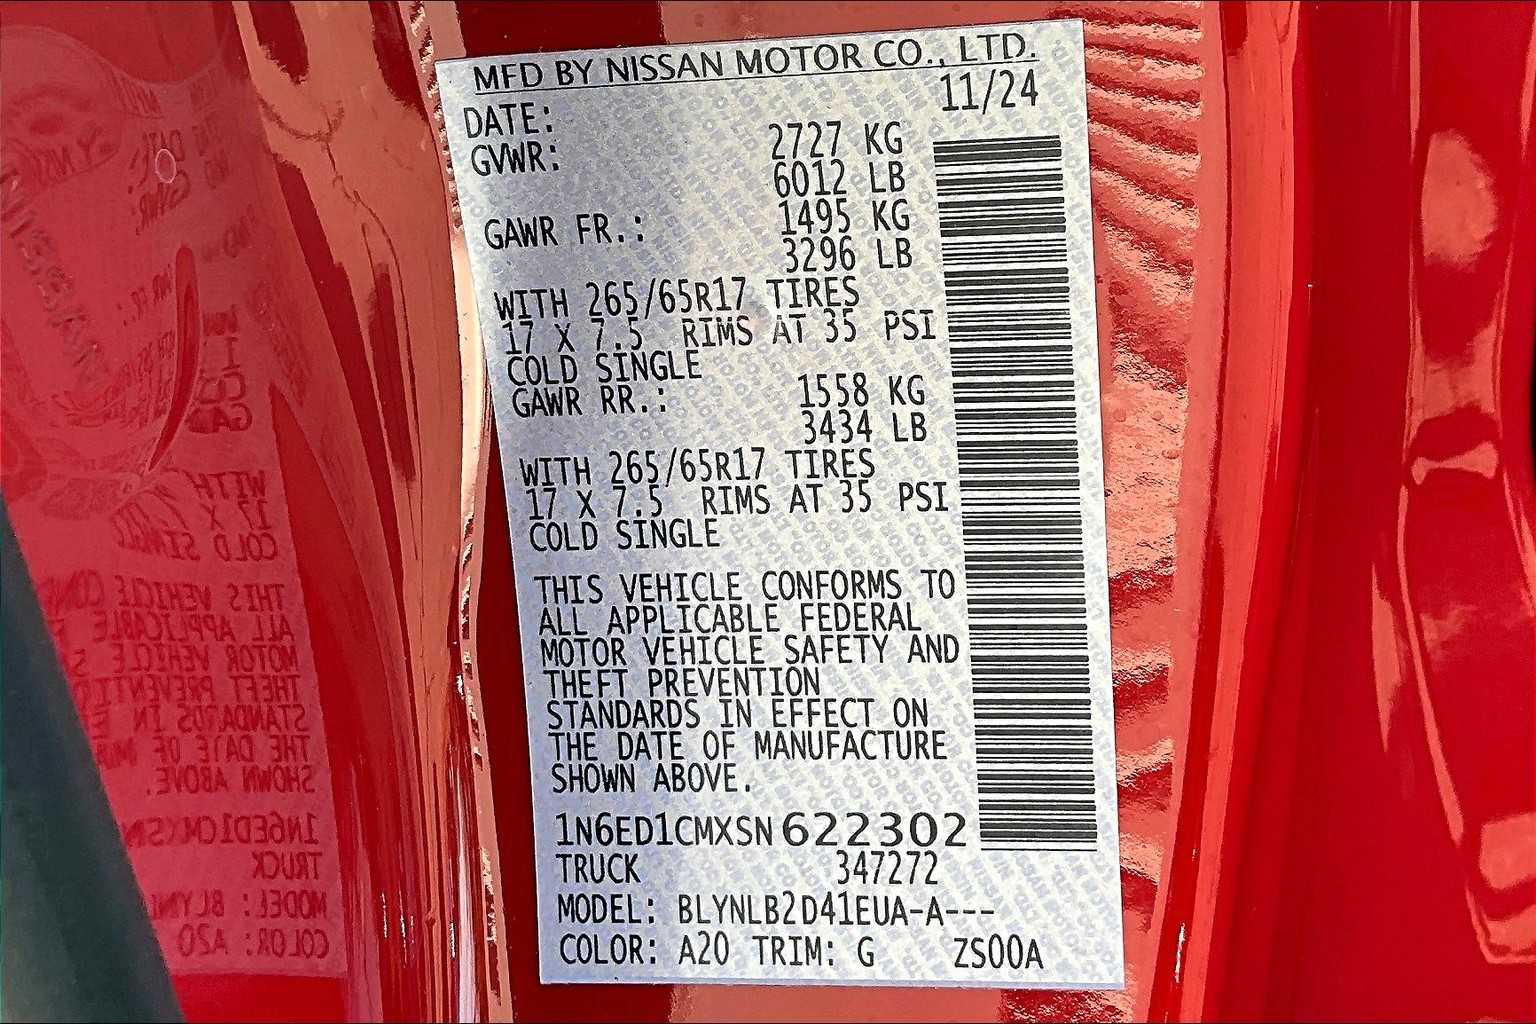 MFD BY NISSAN MOTOR CO., LTD.
DATE: 11/24
GVWR: 2727 KG
6012 LB
GAWR FR.: 1495 KG
3296 LB
WITH 265/65R17 TIRES
17 X 7.5 RIMS AT 35 PSI
COLD SINGLE
GAWR RR.: 1558 KG
3434 LB
WITH 265/65R17 TIRES
17 X 7.5 RIMS AT 35 PSI
COLD SINGLE
THIS VEHICLE CONFORMS TO
ALL APPLICABLE FEDERAL
MOTOR VEHICLE SAFETY AND
THEFT PREVENTION
STANDARDS IN EFFECT ON
THE DATE OF MANUFACTURE
SHOWN ABOVE.
1N6ED1CMXSN622302
TRUCK 347272
MODEL: BLYNLB2D41EUA-A---
COLOR: A20 TRIM: G ZS00A